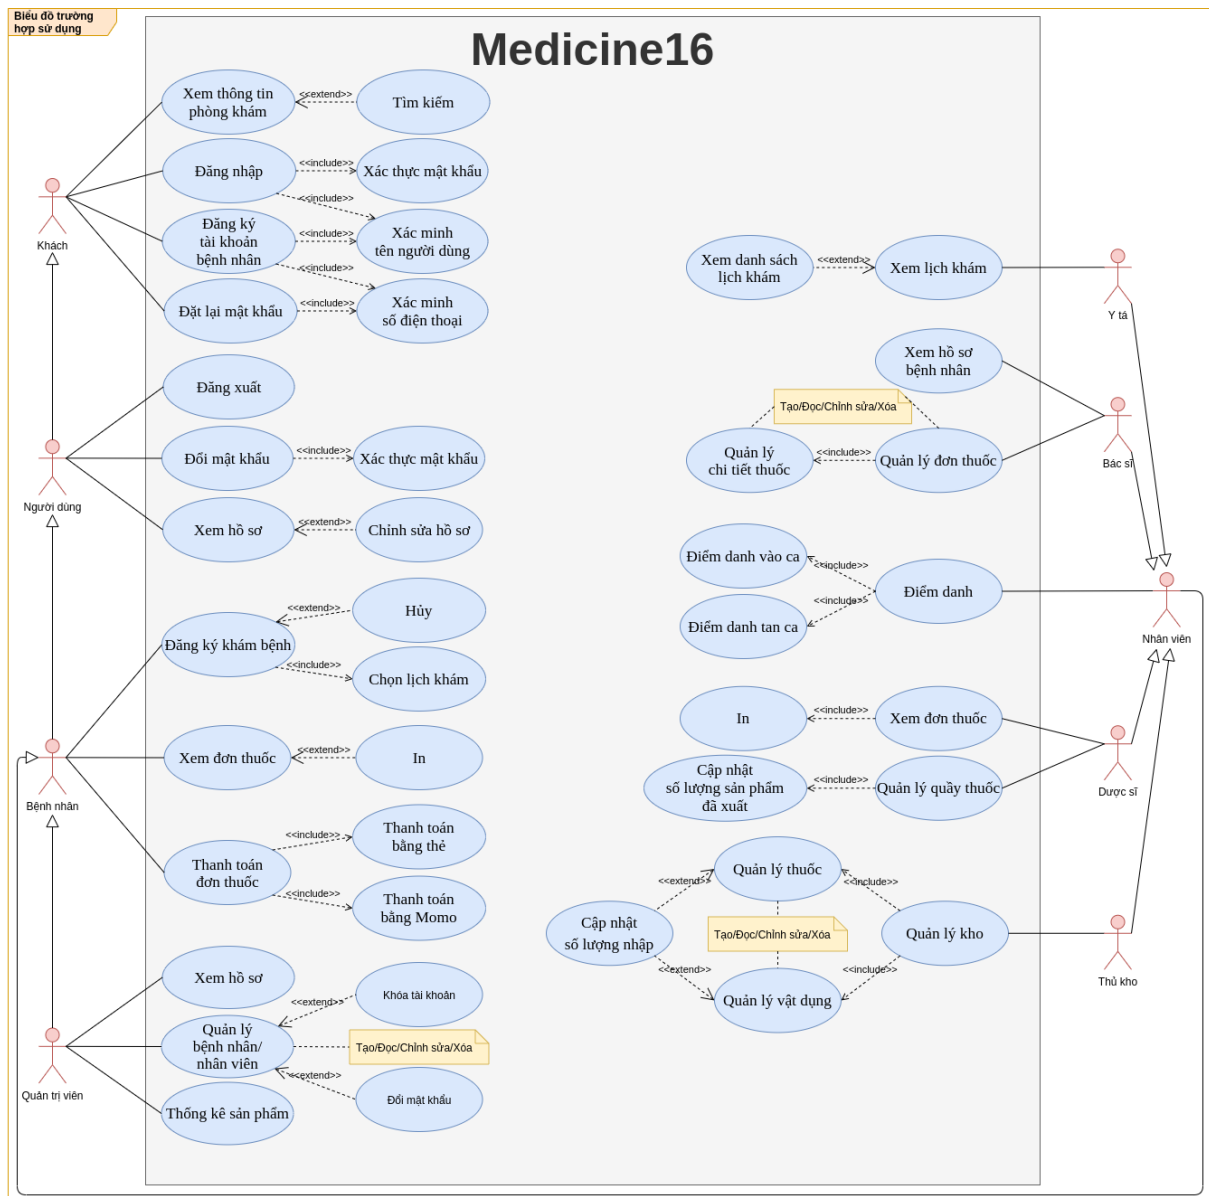 Biểu đồ trường
hợp sử dụng
Medicine16
Xem thông tin
phòng khám
<<extend>>
Tìm kiếm
Đăng nhập
<<include>>
Xác thực mật khẩu
<<include>>
Khách
Đăng ký
tài khoản
bệnh nhân
<<include>>
Xác minh
tên người dùng
<<include>>
Đặt lại mật khẩu
<<include>>
Xác minh
số điện thoại
Đăng xuất
Đổi mật khẩu
<<include>>
Xác thực mật khẩu
Người dùng
Xem hồ sơ
<<extend>>
Chỉnh sửa hồ sơ
Đăng ký khám bệnh
<<extend>>
Hủy
<<include>>
Chọn lịch khám
Xem đơn thuốc
<<extend>>
In
Bệnh nhân
Thanh toán
đơn thuốc
<<include>>
Thanh toán
bằng thẻ
<<include>>
Thanh toán
bằng Momo
Xem hồ sơ
Quản lý
bệnh nhân/
nhân viên
<<extend>>
Khóa tài khoản
Tạo/Đọc/Chỉnh sửa/Xóa
<<extend>>
Đổi mật khẩu
Quản trị viên
Thống kê sản phẩm
Xem danh sách
lịch khám
<<extend>>
Xem lịch khám
Y tá
Xem hồ sơ
bệnh nhân
Tạo/Đọc/Chỉnh sửa/Xóa
Quản lý
chi tiết thuốc
<<include>>
Quản lý đơn thuốc
Bác sĩ
Điểm danh vào ca
<<include>>
Điểm danh
<<include>>
Điểm danh tan ca
Nhân viên
In
<<include>>
Xem đơn thuốc
Cập nhật
số lượng sản phẩm
đã xuất
<<include>>
Quản lý quầy thuốc
Dược sĩ
Quản lý thuốc
<<extend>>
<<include>>
Cập nhật
số lượng nhập
Tạo/Đọc/Chỉnh sửa/Xóa
Quản lý kho
<<extend>>
<<include>>
Quản lý vật dụng
Thủ kho